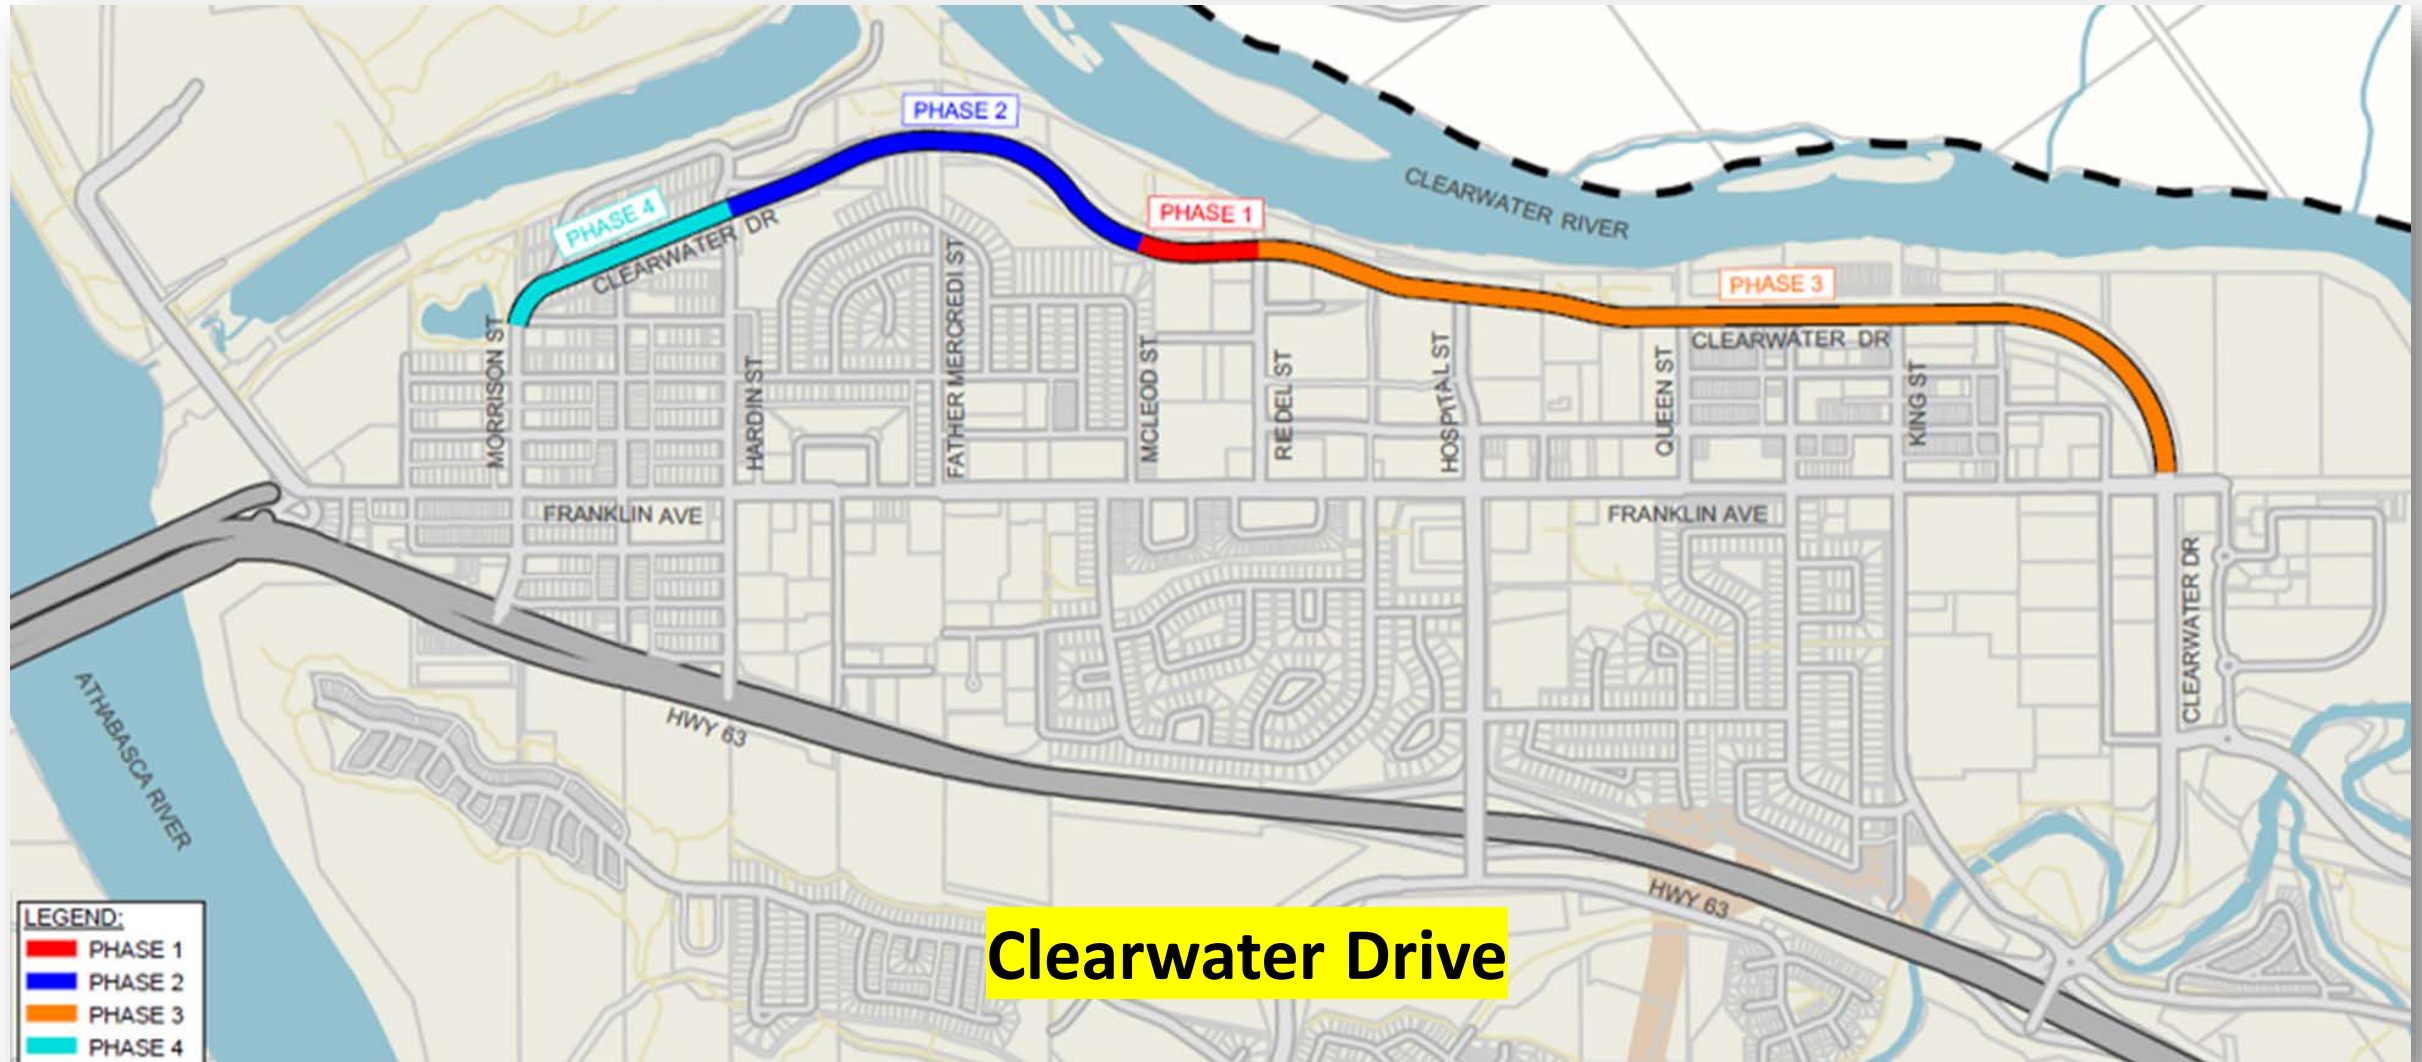 PHASE 2
PHASE 4
PHASE 1
CLEARWATER RIVER
CLEARWATER DR
PHASE 3
CLEARWATER DR
MORRISON ST
HARDIN ST
FATHER MERCREDI ST
MCLEOD ST
RIEDEL ST
HOSPITAL ST
QUEEN ST
KING ST
FRANKLIN AVE
FRANKLIN AVE
CLEARWATER DR
ATHABASCA RIVER
HWY 63
HWY 63
Clearwater Drive
LEGEND:
PHASE 1
PHASE 2
PHASE 3
PHASE 4